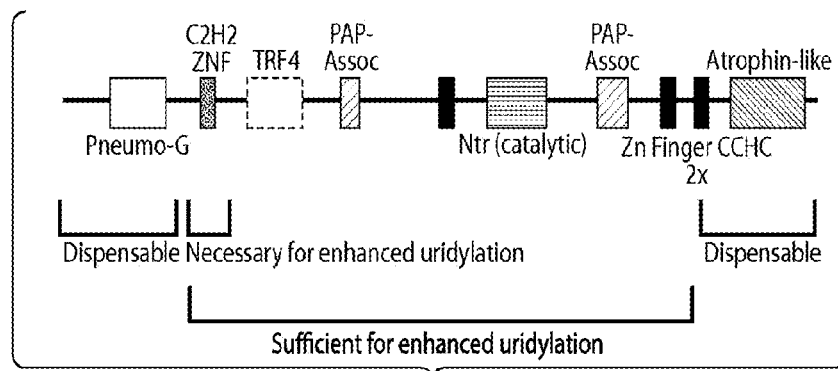 C2H2
ZNF
TRF4
PAP-
Assoc
PAP-
Assoc
Atrophin-like
Pneumo-G
Ntr (catalytic)
Zn Finger CCHC
2x
Dispensable
Necessary for enhanced uridylation
Dispensable
Sufficient for enhanced uridylation